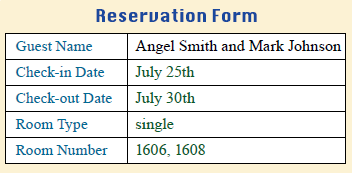 Reservation Form
Guest Name Angel Smith and Mark Johnson
Check-in Date July 25th
Check-out Date July 30th
Room Type single
Room Number 1606, 1608